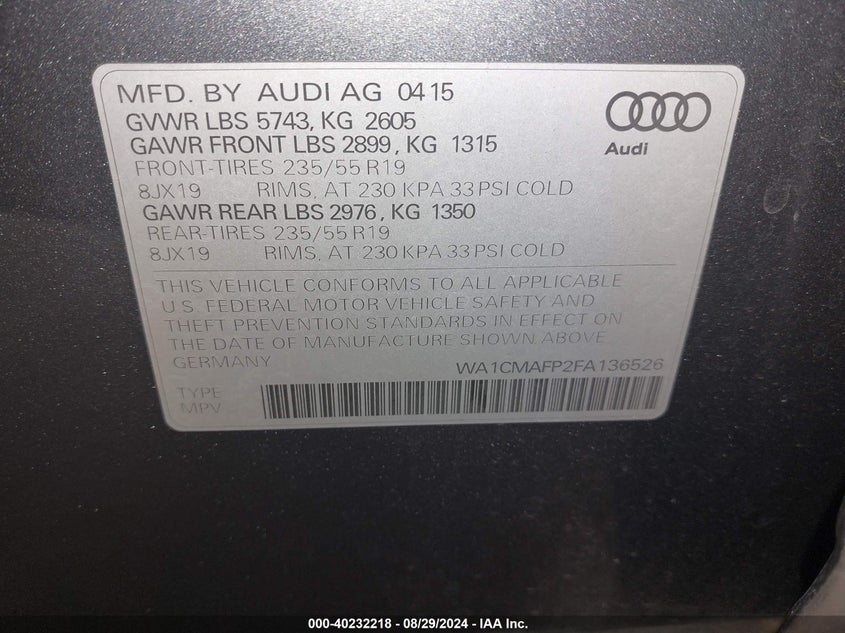 MFD. BY AUDI AG 0415
GVWR LBS 5743, KG 2605
GAWR FRONT LBS 2899, KG 1315
FRONT-TIRES 235/55 R19
8JX19 RIMS, AT 230 KPA 33 PSI COLD
GAWR REAR LBS 2976, KG 1350
REAR-TIRES 235/55 R19
8JX19 RIMS, AT 230 KPA 33 PSI COLD
Audi
THIS VEHICLE CONFORMS TO ALL APPLICABLE
U.S. FEDERAL MOTOR VEHICLE SAFETY AND
THEFT PREVENTION STANDARDS IN EFFECT ON
THE DATE OF MANUFACTURE SHOWN ABOVE
GERMANY WA1CMAFP2FA136526
TYPE
MPV
000-40232218 - 08/29/2024 - IAA Inc.